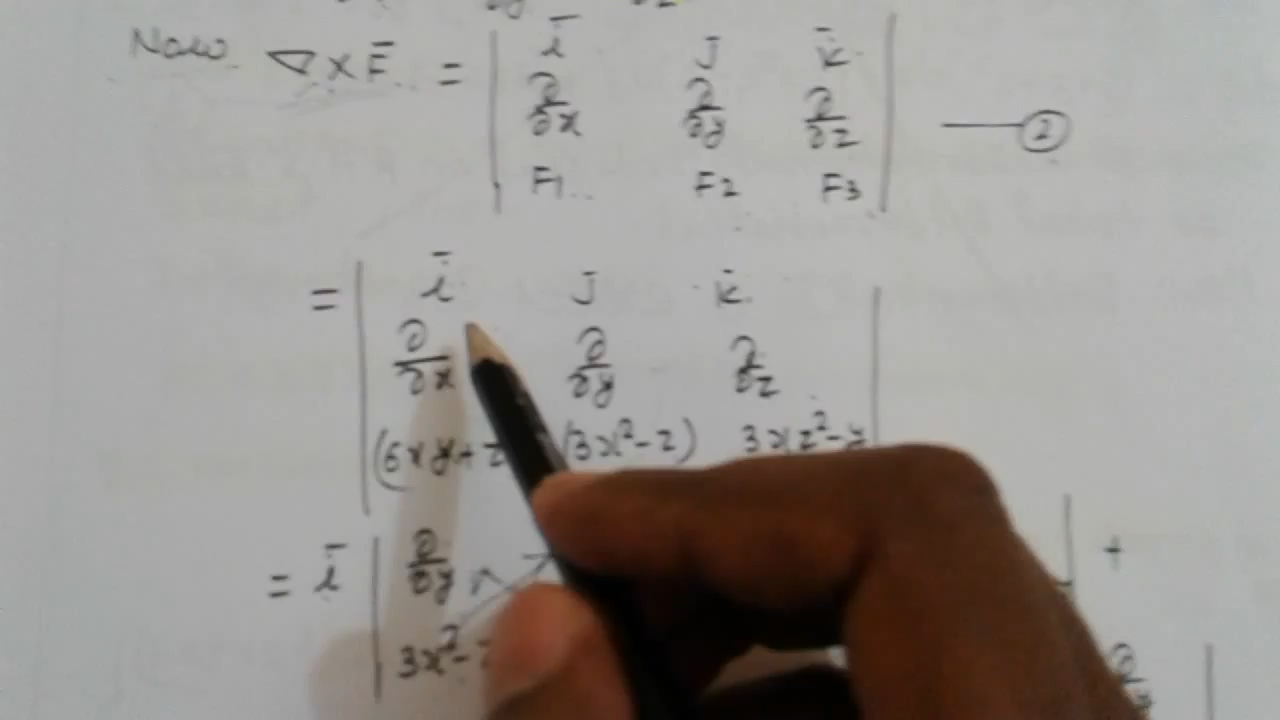 Now ∇ × F̄ = | ī j k̄ |
∂/∂x ∂/∂y ∂/∂z ——②
F1.. F2 F3
= | ī j k̄ |
∂/∂x ∂/∂y ∂/∂z
(6xy+z (3x²-z) 3xz²-y
= ī | ∂/∂y +
3x²-z